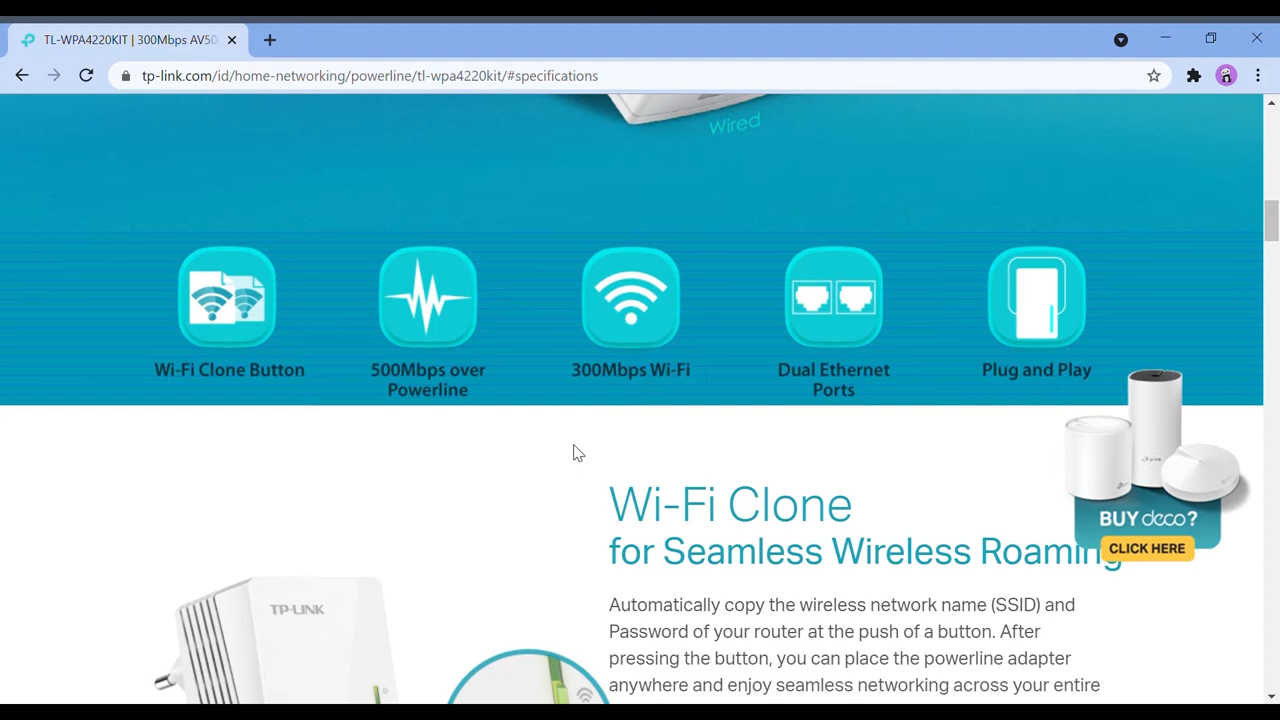 TL-WPA4220KIT | 300Mbps AV50
tp-link.com/id/home-networking/powerline/tl-wpa4220kit/#specifications
Wired
Wi-Fi Clone Button
500Mbps over
Powerline
300Mbps Wi-Fi
Dual Ethernet
Ports
Plug and Play
Wi-Fi Clone
for Seamless Wireless Roaming
BUY deco?
CLICK HERE
TP-LINK
Automatically copy the wireless network name (SSID) and
Password of your router at the push of a button. After
pressing the button, you can place the powerline adapter
anywhere and enjoy seamless networking across your entire